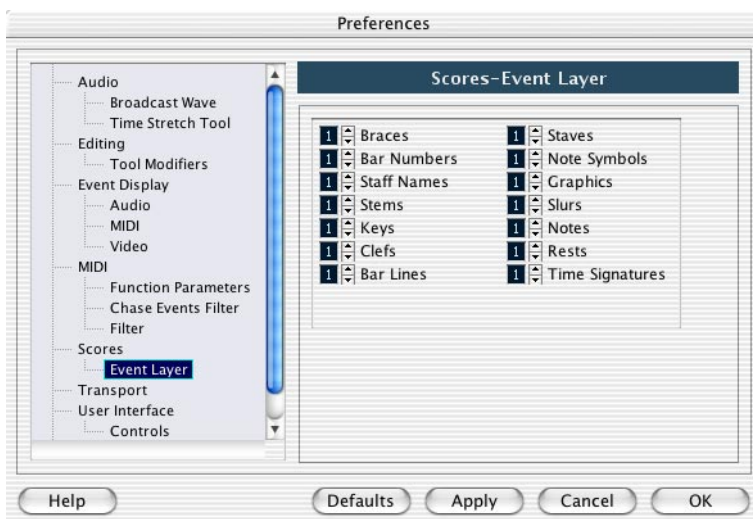 Preferences
Audio
Broadcast Wave
Time Stretch Tool
Editing
Tool Modifiers
Event Display
Audio
MIDI
Video
MIDI
Function Parameters
Chase Events Filter
Filter
Scores
Event Layer
Transport
User Interface
Controls
Scores-Event Layer
1 Braces
1 Bar Numbers
1 Staff Names
1 Stems
1 Keys
1 Clefs
1 Bar Lines
1 Staves
1 Note Symbols
1 Graphics
1 Slurs
1 Notes
1 Rests
1 Time Signatures
Help Defaults Apply Cancel OK